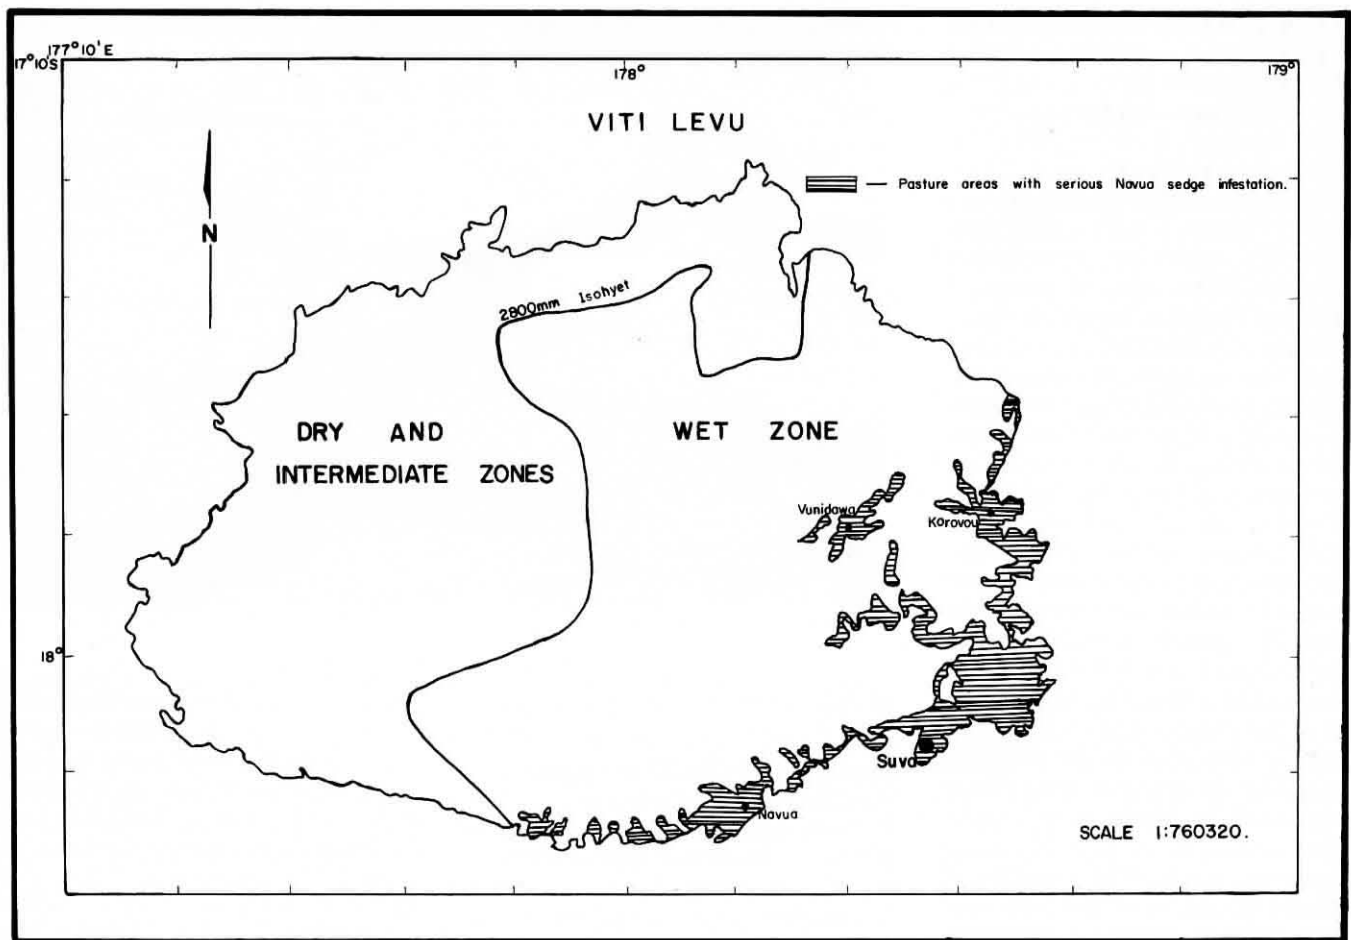 177°10'E
17°10'S
178°
179°
VITI LEVU
— Pasture areas with serious Navua sedge infestation.
N
2800mm Isohyet
DRY AND
INTERMEDIATE ZONES
WET ZONE
Vunidawa
Korovou
18°
Suva
Navua
SCALE 1:760320.